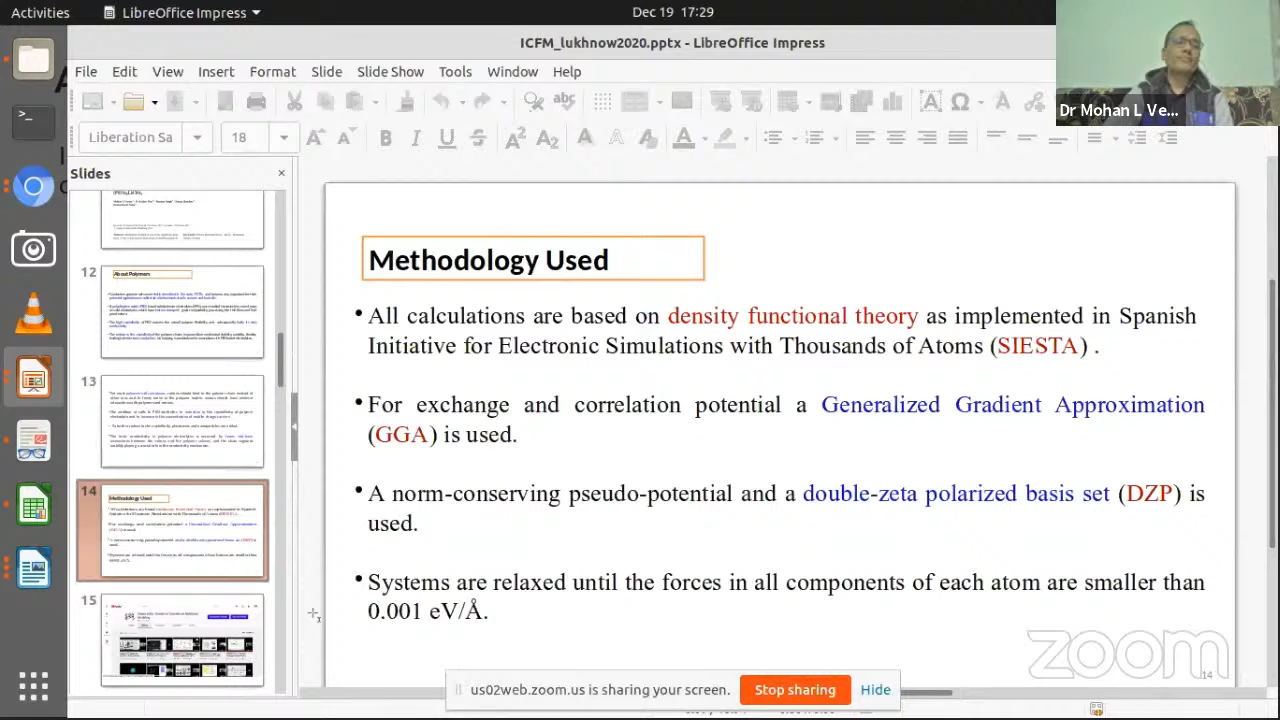 Activities
LibreOffice Impress
Dec 19 17:29
ICFM_lukhnow2020.pptx - LibreOffice Impress
File Edit View Insert Format Slide Slide Show Tools Window Help
Liberation Sa
18
Dr Mohan L Ve...
Slides
12
About Polymers
13
14
Methodology Used
15
Methodology Used
• All calculations are based on density functional theory as implemented in Spanish
Initiative for Electronic Simulations with Thousands of Atoms (SIESTA) .
• For exchange and correlation potential a Generalized Gradient Approximation
(GGA) is used.
• A norm-conserving pseudo-potential and a double-zeta polarized basis set (DZP) is
used.
• Systems are relaxed until the forces in all components of each atom are smaller than
0.001 eV/Å.
zoom
14
us02web.zoom.us is sharing your screen.
Stop sharing
Hide